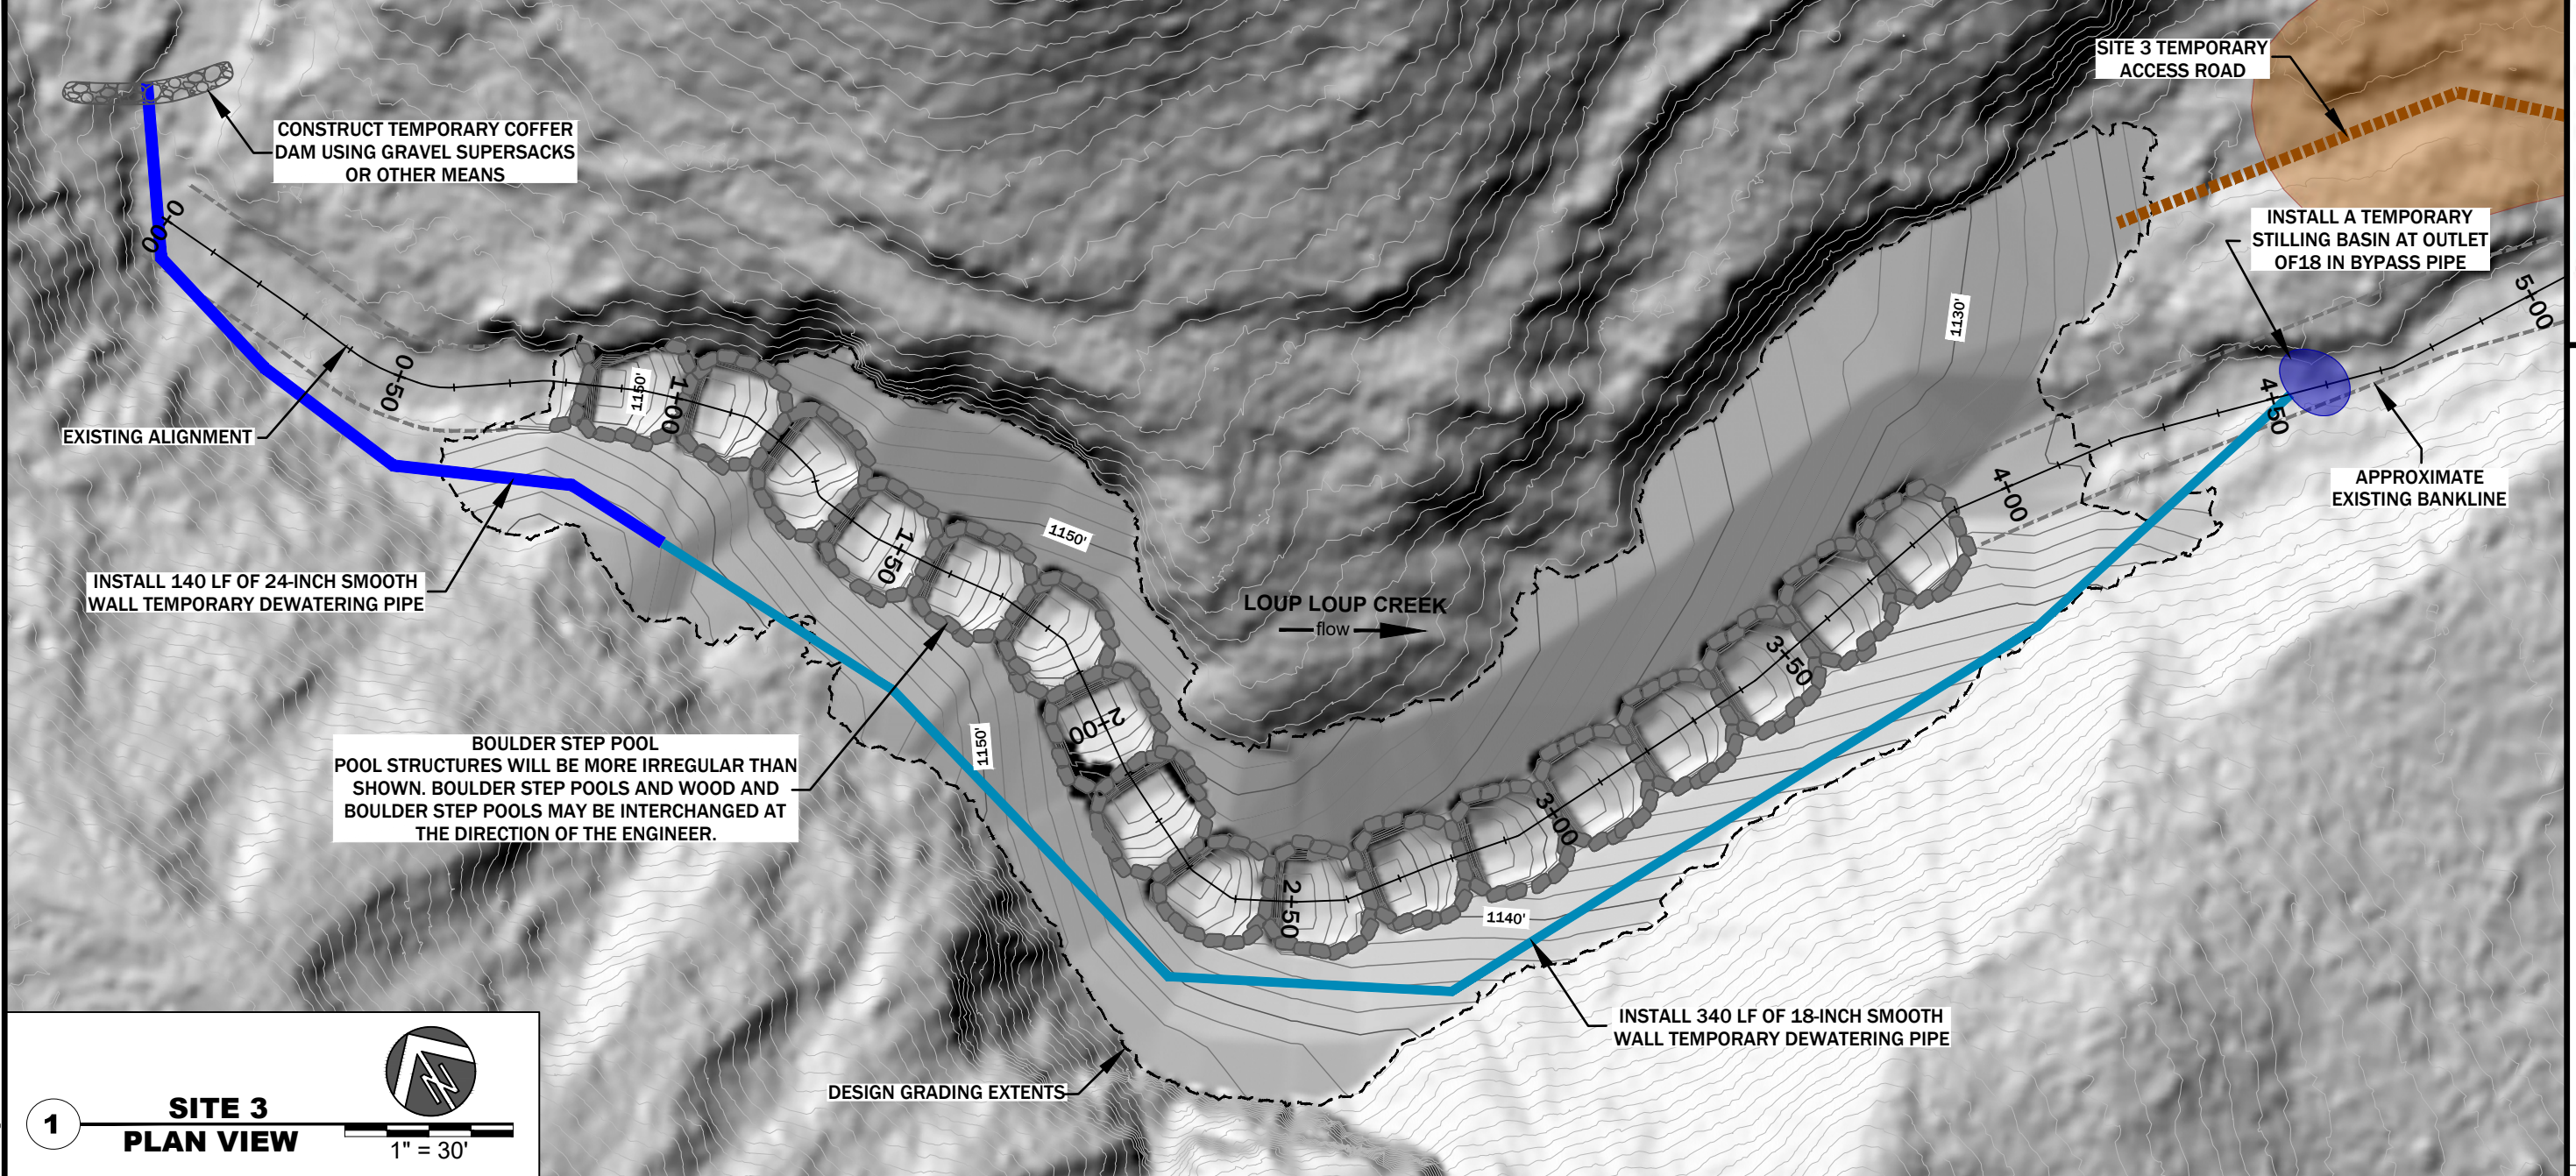 SITE 3 TEMPORARY
ACCESS ROAD
CONSTRUCT TEMPORARY COFFER
DAM USING GRAVEL SUPERSACKS
OR OTHER MEANS
INSTALL A TEMPORARY
STILLING BASIN AT OUTLET
OF18 IN BYPASS PIPE
0+00
0+50
1+00
1+50
2+00
2+50
3+00
3+50
4+00
4+50
5+00
1150'
1150'
1150'
1140'
1130'
EXISTING ALIGNMENT
APPROXIMATE
EXISTING BANKLINE
INSTALL 140 LF OF 24-INCH SMOOTH
WALL TEMPORARY DEWATERING PIPE
LOUP LOUP CREEK
flow
BOULDER STEP POOL
POOL STRUCTURES WILL BE MORE IRREGULAR THAN
SHOWN. BOULDER STEP POOLS AND WOOD AND
BOULDER STEP POOLS MAY BE INTERCHANGED AT
THE DIRECTION OF THE ENGINEER.
INSTALL 340 LF OF 18-INCH SMOOTH
WALL TEMPORARY DEWATERING PIPE
DESIGN GRADING EXTENTS
N
1
SITE 3
PLAN VIEW
1" = 30'